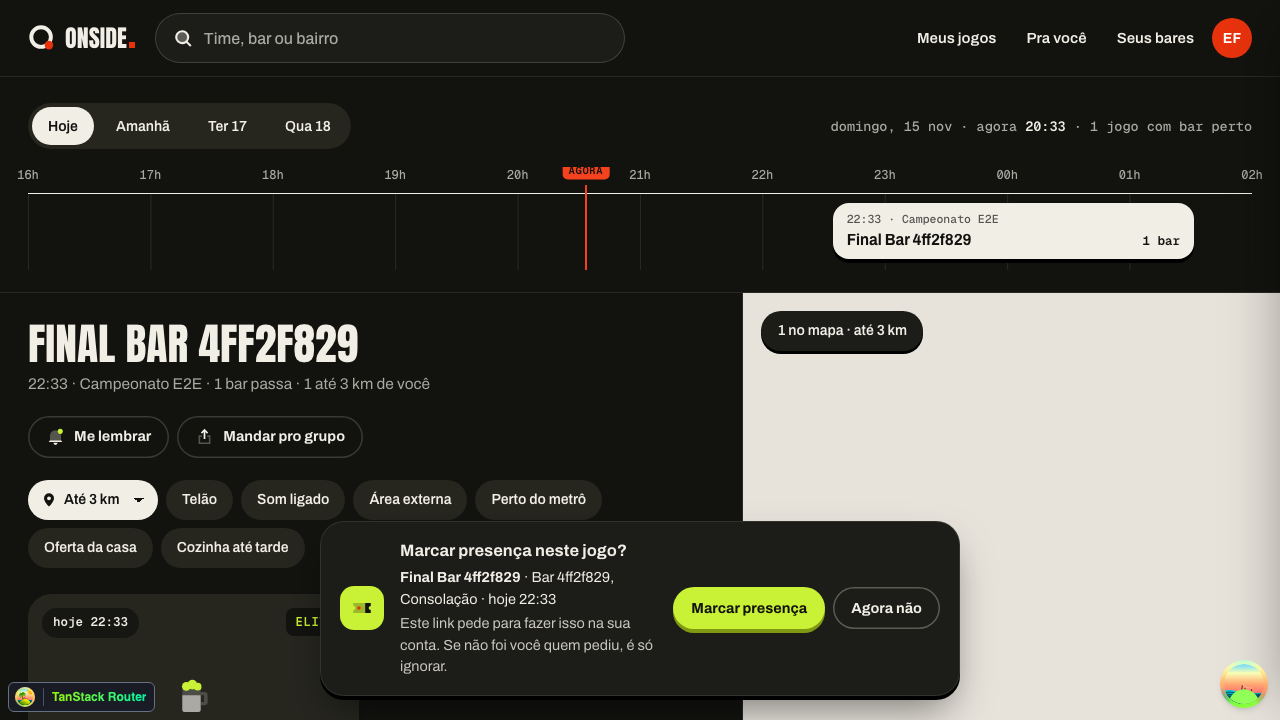 ONSIDE.
Time, bar ou bairro
Meus jogos
Pra você
Seus bares
EF
Hoje
Amanhã
Ter 17
Qua 18
domingo, 15 nov · agora 20:33 · 1 jogo com bar perto
16h
17h
18h
19h
20h
AGORA
21h
22h
23h
00h
01h
02h
22:33 · Campeonato E2E
Final Bar 4ff2f829
1 bar
FINAL BAR 4FF2F829
22:33 · Campeonato E2E · 1 bar passa · 1 até 3 km de você
Me lembrar
Mandar pro grupo
1 no mapa · até 3 km
Até 3 km
Telão
Som ligado
Área externa
Perto do metrô
Oferta da casa
Cozinha até tarde
hoje 22:33
ELI
Marcar presença neste jogo?
Final Bar 4ff2f829 · Bar 4ff2f829,
Consolação · hoje 22:33
Este link pede para fazer isso na sua
conta. Se não foi você quem pediu, é só
ignorar.
Marcar presença
Agora não
TanStack Router